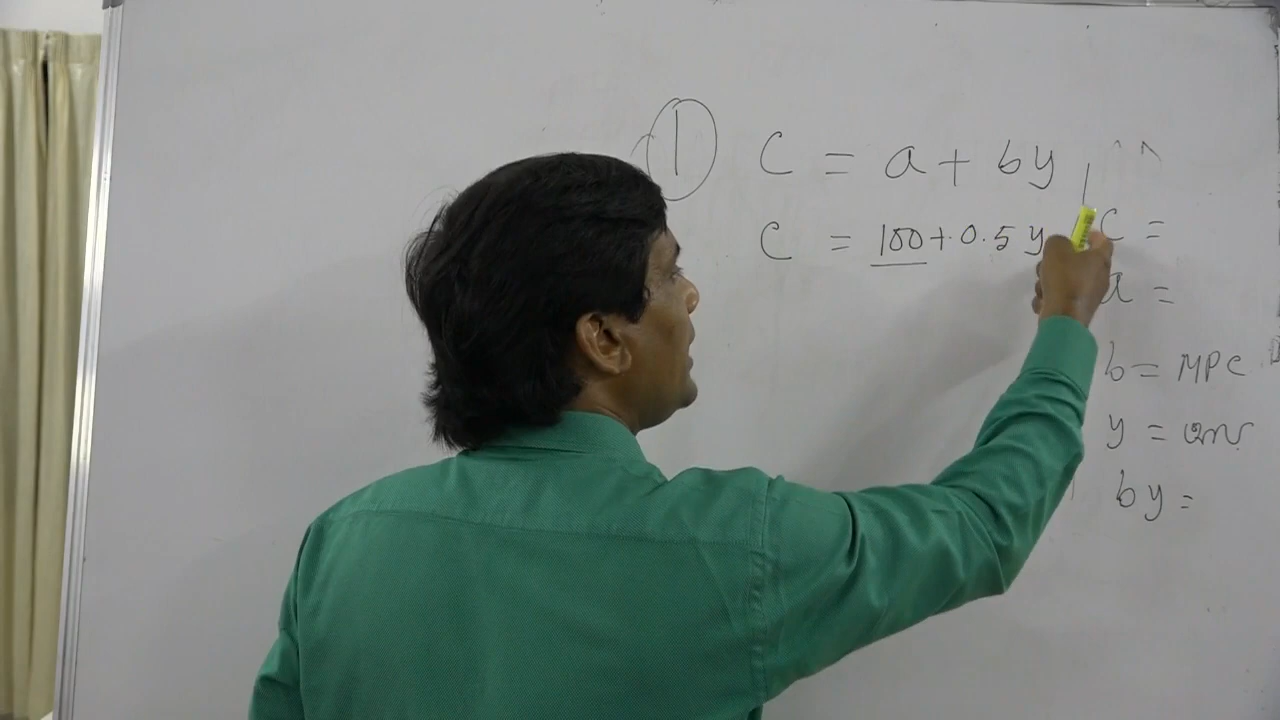 1 C = a + by
C = 100 + 0.5 y
C =
a =
b = MPC
y =
by =